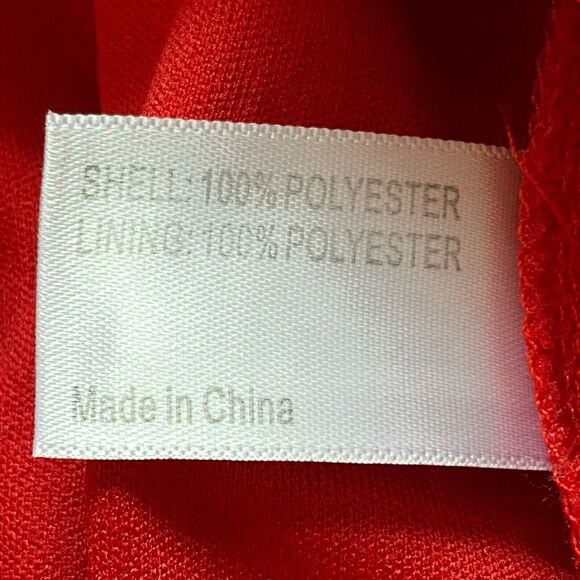 SHELL: 100% POLYESTER
LINING: 100% POLYESTER
Made in China